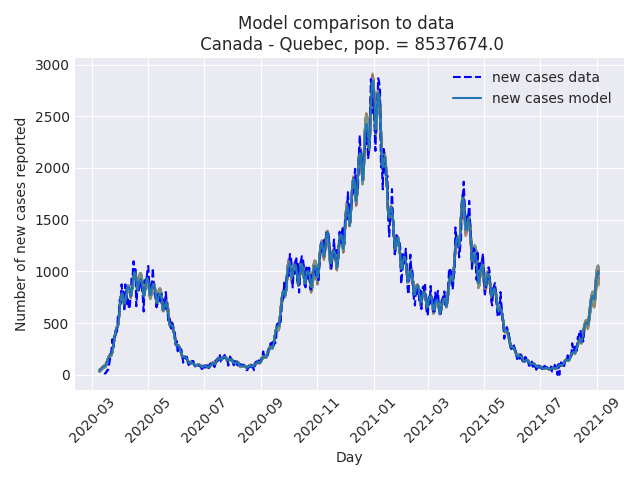 Model comparison to data
Canada - Quebec, pop. = 8537674.0
new cases data
new cases model
Number of new cases reported
3000
2500
2000
1500
1000
500
0
2020-03
2020-05
2020-07
2020-09
2020-11
2021-01
2021-03
2021-05
2021-07
2021-09
Day